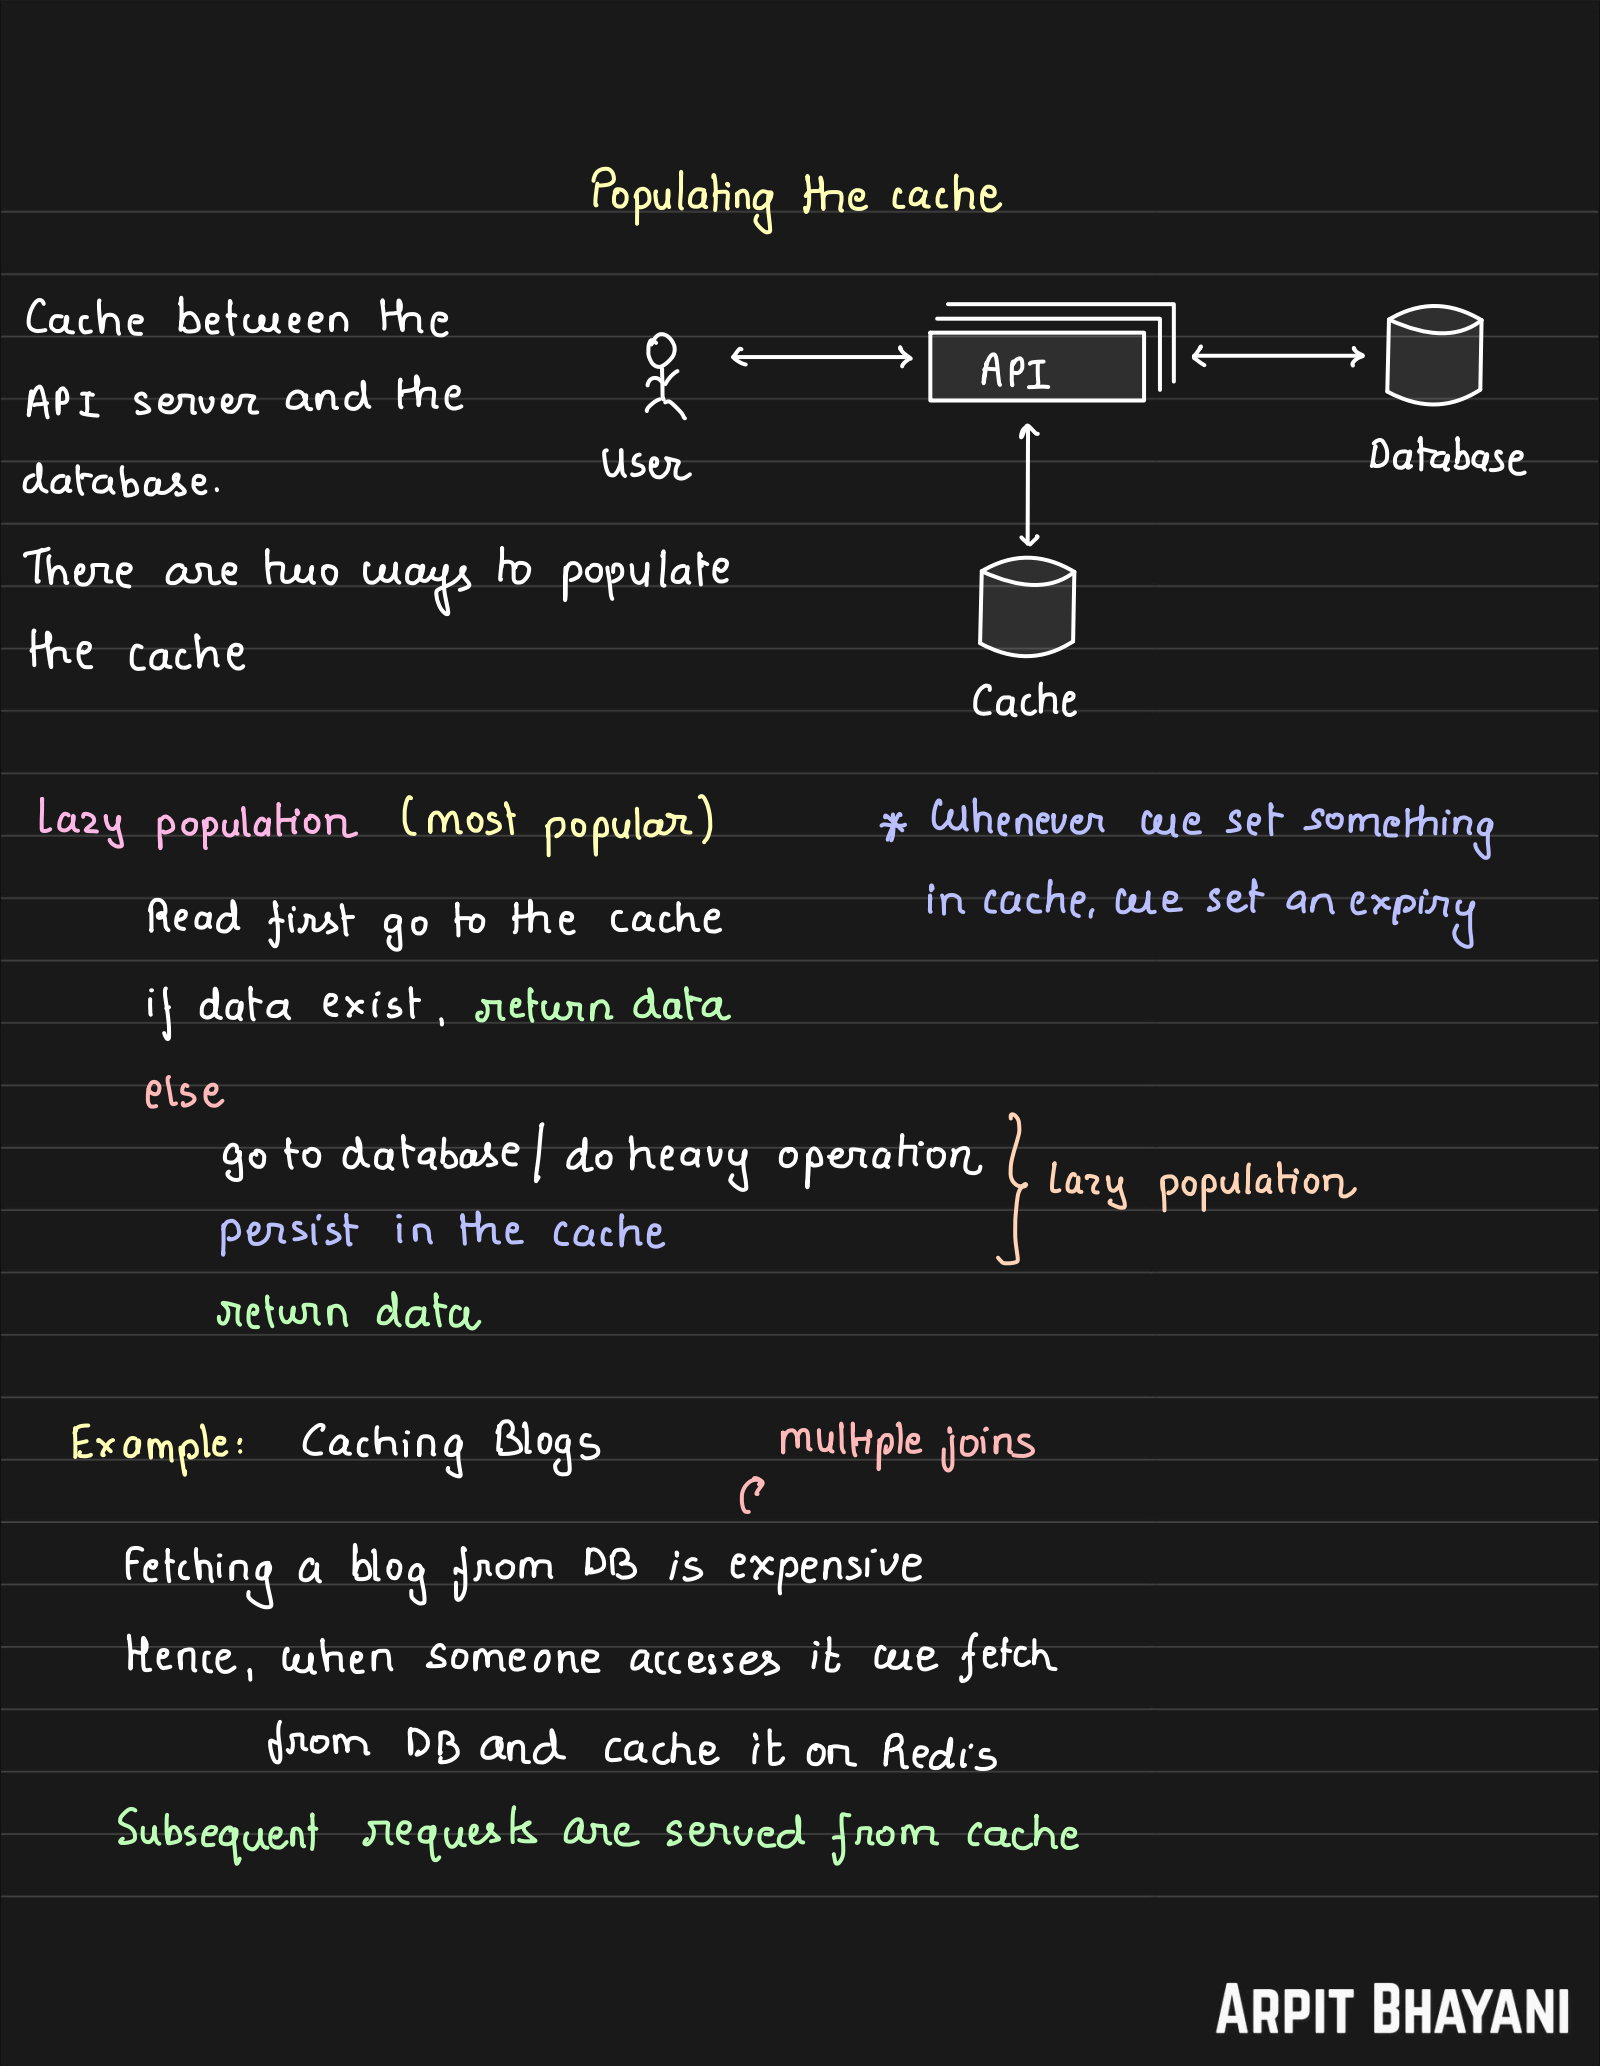 Populating the cache
Cache between the
API server and the
database.
There are two ways to populate
the cache
User
API
Database
Cache
Lazy population (most popular)
* Whenever we set something
in cache, we set an expiry
Read first go to the cache
if data exist, return data
else
go to database / do heavy operation
persist in the cache
return data
Lazy population
Example: Caching Blogs
multiple joins
Fetching a blog from DB is expensive
Hence, when someone accesses it we fetch
from DB and cache it on Redis
Subsequent requests are served from cache
ARPIT BHAYANI